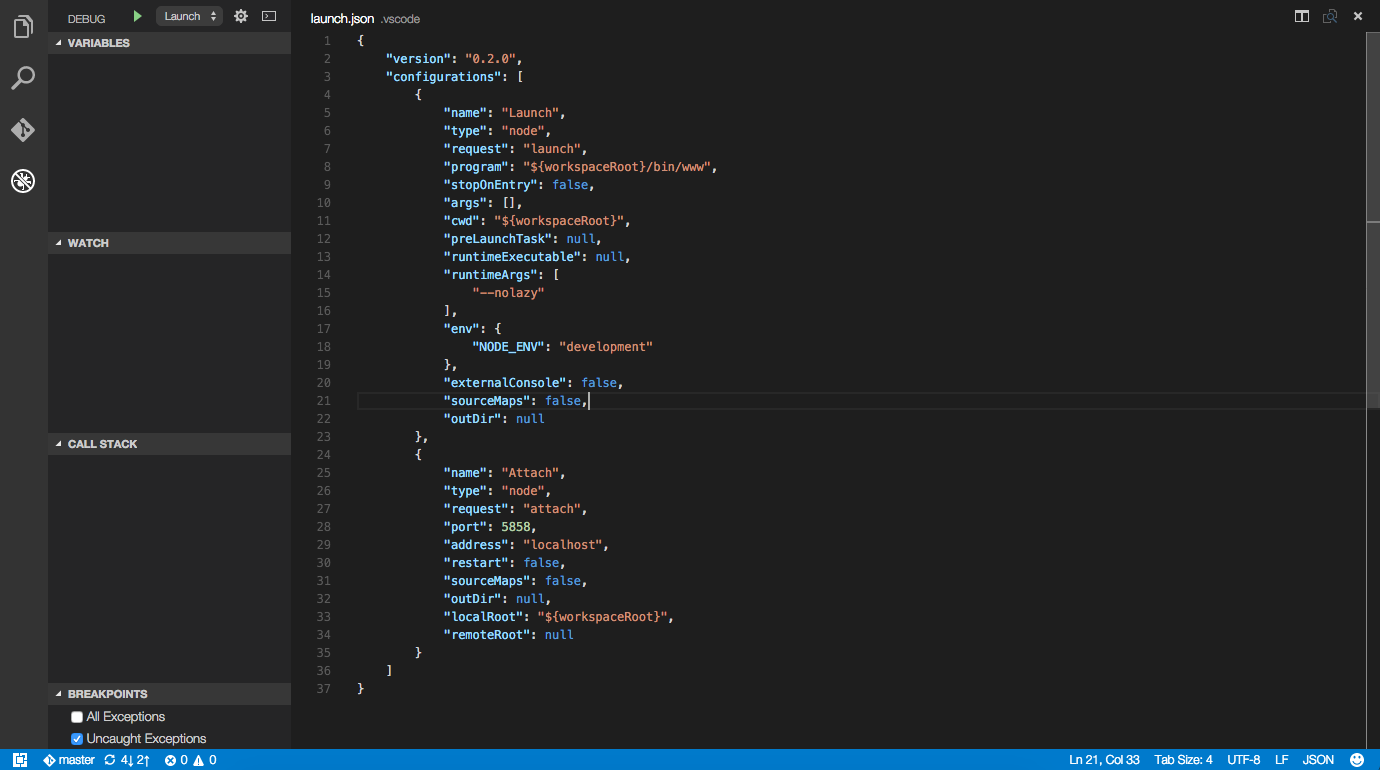 DEBUG Launch
VARIABLES
WATCH
CALL STACK
BREAKPOINTS
All Exceptions
Uncaught Exceptions
launch.json .vscode
1 {
2 "version": "0.2.0",
3 "configurations": [
4 {
5 "name": "Launch",
6 "type": "node",
7 "request": "launch",
8 "program": "${workspaceRoot}/bin/www",
9 "stopOnEntry": false,
10 "args": [],
11 "cwd": "${workspaceRoot}",
12 "preLaunchTask": null,
13 "runtimeExecutable": null,
14 "runtimeArgs": [
15 "--nolazy"
16 ],
17 "env": {
18 "NODE_ENV": "development"
19 },
20 "externalConsole": false,
21 "sourceMaps": false,
22 "outDir": null
23 },
24 {
25 "name": "Attach",
26 "type": "node",
27 "request": "attach",
28 "port": 5858,
29 "address": "localhost",
30 "restart": false,
31 "sourceMaps": false,
32 "outDir": null,
33 "localRoot": "${workspaceRoot}",
34 "remoteRoot": null
35 }
36 ]
37 }
master 4↓ 2↑ 0 0 Ln 21, Col 33 Tab Size: 4 UTF-8 LF JSON